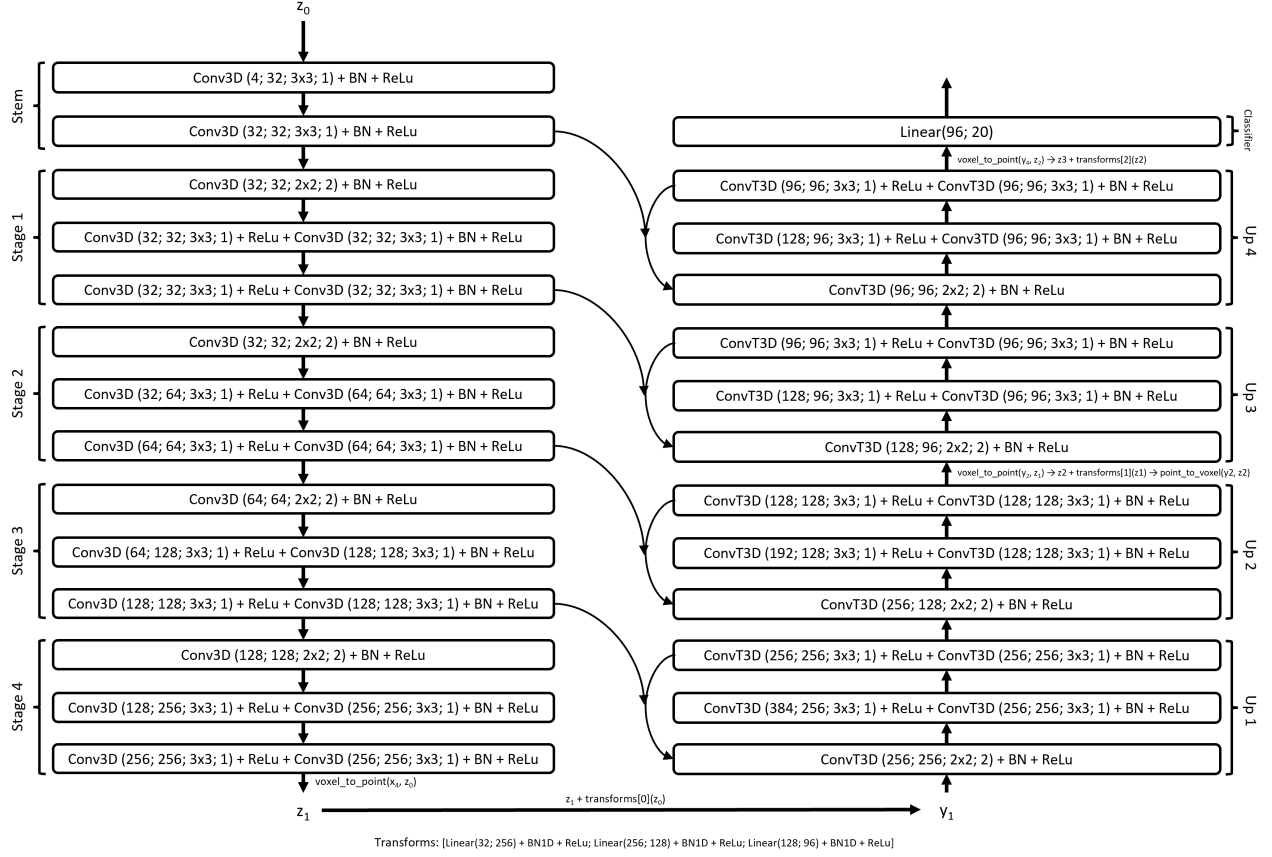 z0
Stem
Conv3D (4; 32; 3x3; 1) + BN + ReLu
Conv3D (32; 32; 3x3; 1) + BN + ReLu
Stage 1
Conv3D (32; 32; 2x2; 2) + BN + ReLu
Conv3D (32; 32; 3x3; 1) + ReLu + Conv3D (32; 32; 3x3; 1) + BN + ReLu
Conv3D (32; 32; 3x3; 1) + ReLu + Conv3D (32; 32; 3x3; 1) + BN + ReLu
Stage 2
Conv3D (32; 32; 2x2; 2) + BN + ReLu
Conv3D (32; 64; 3x3; 1) + ReLu + Conv3D (64; 64; 3x3; 1) + BN + ReLu
Conv3D (64; 64; 3x3; 1) + ReLu + Conv3D (64; 64; 3x3; 1) + BN + ReLu
Stage 3
Conv3D (64; 64; 2x2; 2) + BN + ReLu
Conv3D (64; 128; 3x3; 1) + ReLu + Conv3D (128; 128; 3x3; 1) + BN + ReLu
Conv3D (128; 128; 3x3; 1) + ReLu + Conv3D (128; 128; 3x3; 1) + BN + ReLu
Stage 4
Conv3D (128; 128; 2x2; 2) + BN + ReLu
Conv3D (128; 256; 3x3; 1) + ReLu + Conv3D (256; 256; 3x3; 1) + BN + ReLu
Conv3D (256; 256; 3x3; 1) + ReLu + Conv3D (256; 256; 3x3; 1) + BN + ReLu
voxel_to_point(x4, z0)
z1
z1 + transforms[0](z0)
y1
Linear(96; 20)
Classifier
voxel_to_point(y4, z2) → z3 + transforms[2](z2)
ConvT3D (96; 96; 3x3; 1) + ReLu + ConvT3D (96; 96; 3x3; 1) + BN + ReLu
ConvT3D (128; 96; 3x3; 1) + ReLu + Conv3TD (96; 96; 3x3; 1) + BN + ReLu
ConvT3D (96; 96; 2x2; 2) + BN + ReLu
Up 4
ConvT3D (96; 96; 3x3; 1) + ReLu + ConvT3D (96; 96; 3x3; 1) + BN + ReLu
ConvT3D (128; 96; 3x3; 1) + ReLu + ConvT3D (96; 96; 3x3; 1) + BN + ReLu
ConvT3D (128; 96; 2x2; 2) + BN + ReLu
Up 3
voxel_to_point(y2, z1) → z2 + transforms[1](z1) → point_to_voxel(y2, z2)
ConvT3D (128; 128; 3x3; 1) + ReLu + ConvT3D (128; 128; 3x3; 1) + BN + ReLu
ConvT3D (192; 128; 3x3; 1) + ReLu + ConvT3D (128; 128; 3x3; 1) + BN + ReLu
ConvT3D (256; 128; 2x2; 2) + BN + ReLu
Up 2
ConvT3D (256; 256; 3x3; 1) + ReLu + ConvT3D (256; 256; 3x3; 1) + BN + ReLu
ConvT3D (384; 256; 3x3; 1) + ReLu + ConvT3D (256; 256; 3x3; 1) + BN + ReLu
ConvT3D (256; 256; 2x2; 2) + BN + ReLu
Up 1
Transforms: [Linear(32; 256) + BN1D + ReLu; Linear(256; 128) + BN1D + ReLu; Linear(128; 96) + BN1D + ReLu]